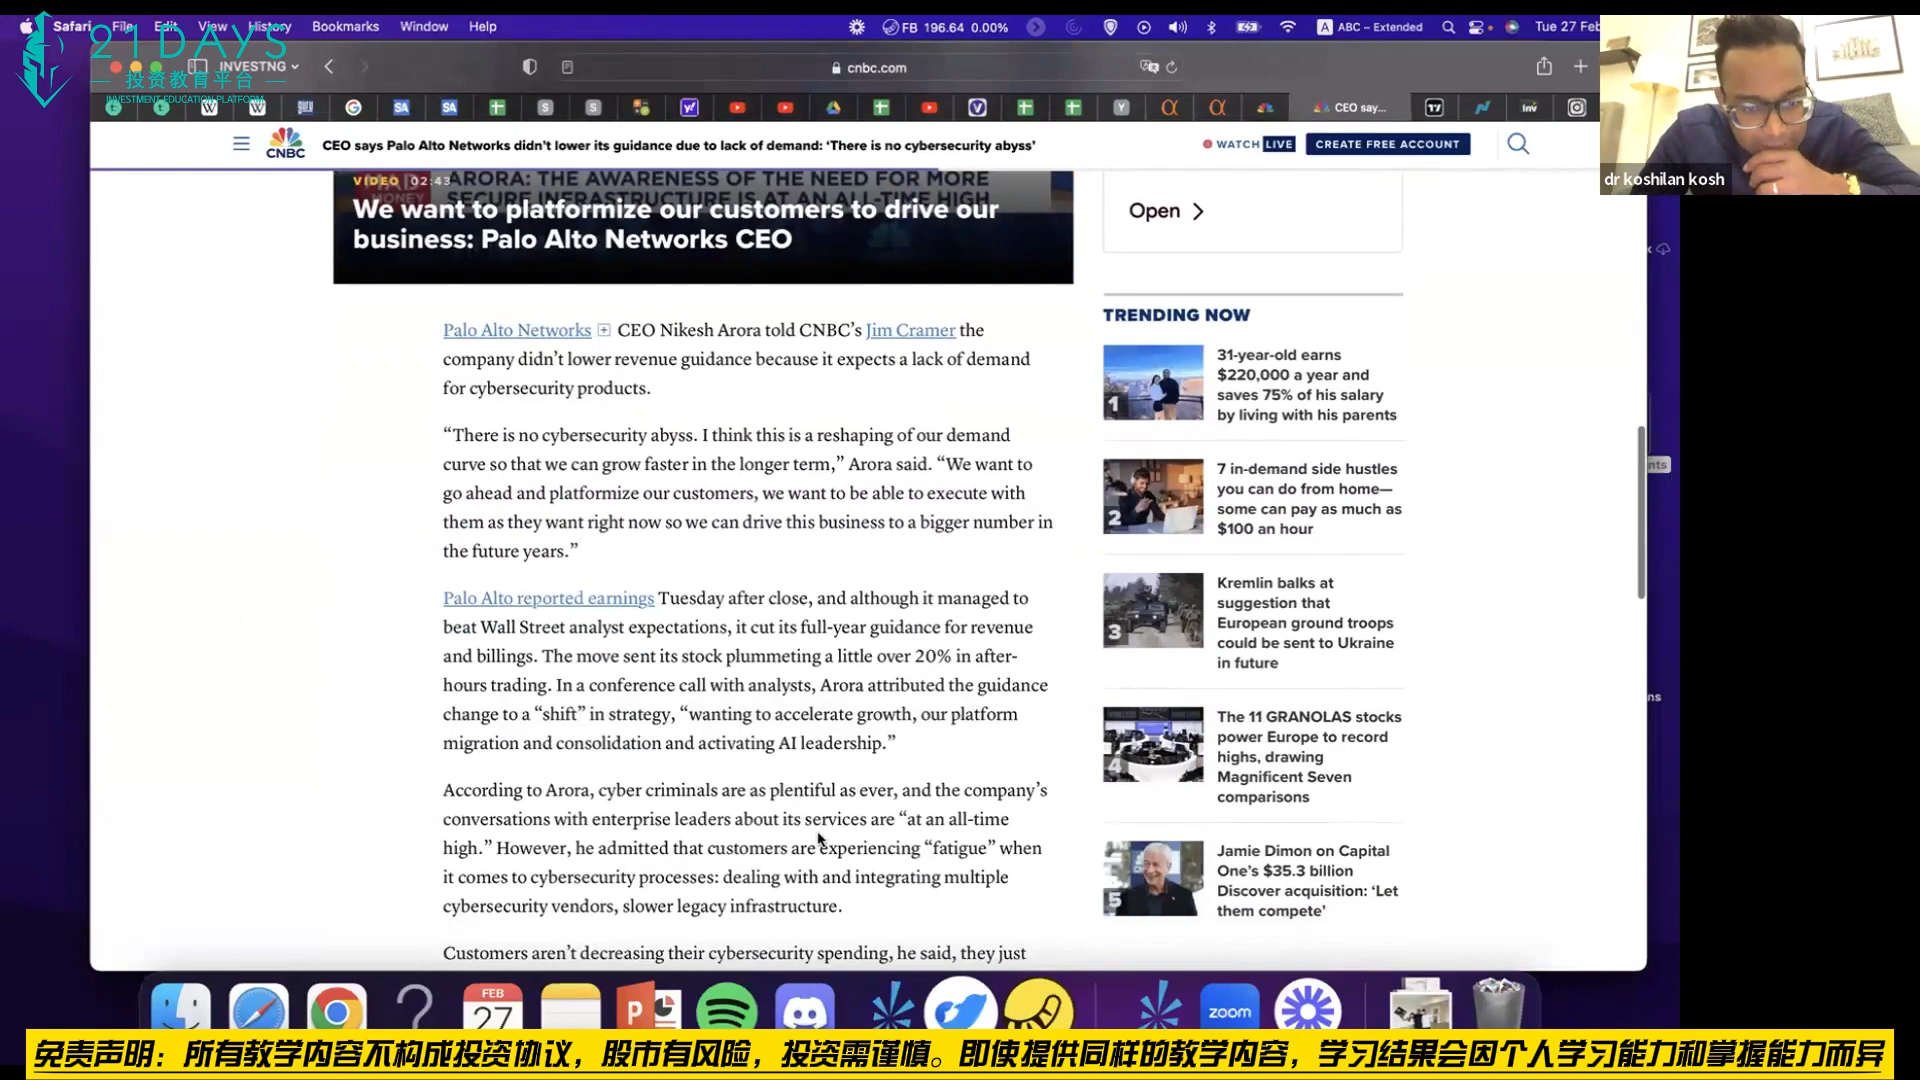 Safari File Edit View History Bookmarks Window Help FB 196.64 0.00% ABC – Extended Tue 27 Feb
21DAYS
投资教育平台
INVESTMENT EDUCATION PLATFORM
INVESTNG
cnbc.com
CEO say...
CNBC
CEO says Palo Alto Networks didn’t lower its guidance due to lack of demand: ‘There is no cybersecurity abyss’
WATCH LIVE
CREATE FREE ACCOUNT
dr koshilan kosh
VIDEO 02:43
ARORA: THE AWARENESS OF THE NEED FOR MORE
SECURE INFRASTRUCTURE IS AT AN ALL-TIME HIGH
We want to platformize our customers to drive our
business: Palo Alto Networks CEO
Palo Alto Networks CEO Nikesh Arora told CNBC’s Jim Cramer the
company didn’t lower revenue guidance because it expects a lack of demand
for cybersecurity products.
“There is no cybersecurity abyss. I think this is a reshaping of our demand
curve so that we can grow faster in the longer term,” Arora said. “We want to
go ahead and platformize our customers, we want to be able to execute with
them as they want right now so we can drive this business to a bigger number in
the future years.”
Palo Alto reported earnings Tuesday after close, and although it managed to
beat Wall Street analyst expectations, it cut its full-year guidance for revenue
and billings. The move sent its stock plummeting a little over 20% in after-
hours trading. In a conference call with analysts, Arora attributed the guidance
change to a “shift” in strategy, “wanting to accelerate growth, our platform
migration and consolidation and activating AI leadership.”
According to Arora, cyber criminals are as plentiful as ever, and the company’s
conversations with enterprise leaders about its services are “at an all-time
high.” However, he admitted that customers are experiencing “fatigue” when
it comes to cybersecurity processes: dealing with and integrating multiple
cybersecurity vendors, slower legacy infrastructure.
Customers aren’t decreasing their cybersecurity spending, he said, they just
Open
TRENDING NOW
1
31-year-old earns
$220,000 a year and
saves 75% of his salary
by living with his parents
2
7 in-demand side hustles
you can do from home—
some can pay as much as
$100 an hour
3
Kremlin balks at
suggestion that
European ground troops
could be sent to Ukraine
in future
4
The 11 GRANOLAS stocks
power Europe to record
highs, drawing
Magnificent Seven
comparisons
5
Jamie Dimon on Capital
One’s $35.3 billion
Discover acquisition: ‘Let
them compete’
FEB
27
zoom
免责声明：所有教学内容不构成投资协议，股市有风险，投资需谨慎。即使提供同样的教学内容，学习结果会因个人学习能力和掌握能力而异